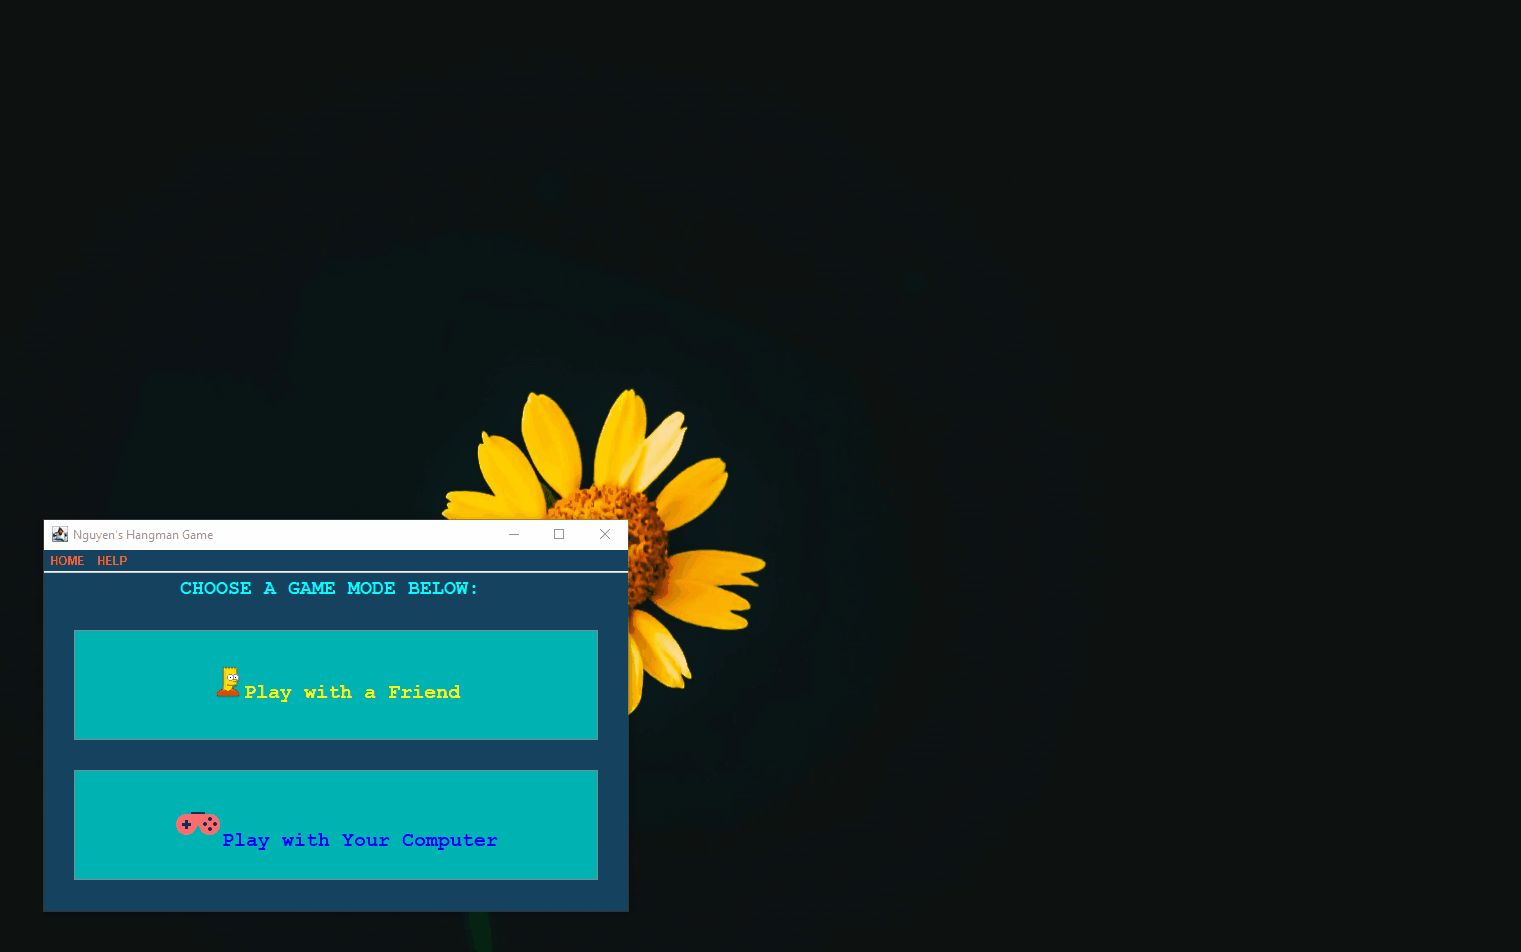 Nguyen's Hangman Game
HOME HELP
CHOOSE A GAME MODE BELOW:
Play with a Friend
Play with Your Computer